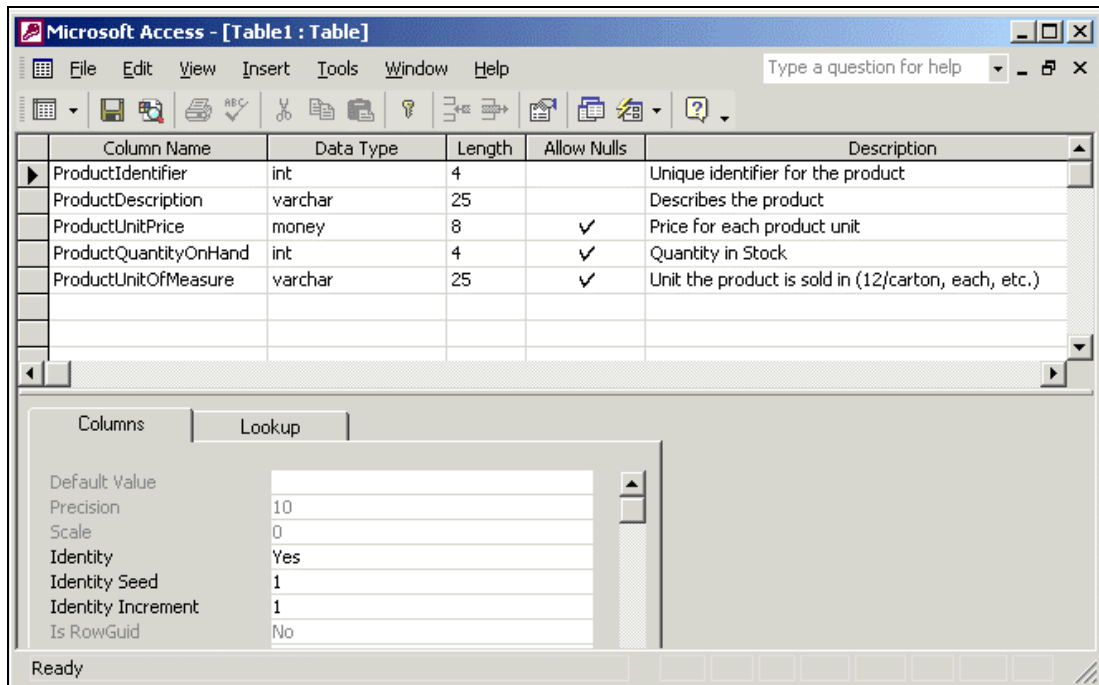 Microsoft Access - [Table1 : Table]
File Edit View Insert Tools Window Help Type a question for help
ABC
Column Name Data Type Length Allow Nulls Description
ProductIdentifier int 4 Unique identifier for the product
ProductDescription varchar 25 Describes the product
ProductUnitPrice money 8 Price for each product unit
ProductQuantityOnHand int 4 Quantity in Stock
ProductUnitOfMeasure varchar 25 Unit the product is sold in (12/carton, each, etc.)
Columns Lookup
Default Value
Precision 10
Scale 0
Identity Yes
Identity Seed 1
Identity Increment 1
Is RowGuid No
Ready